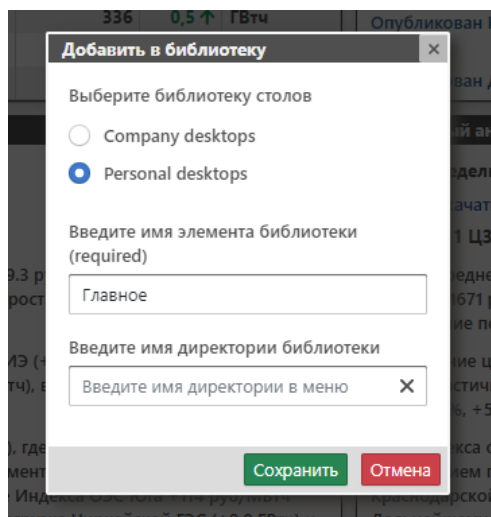 336 0,5 ГВтч
Опубликован
Добавить в библиотеку
Выберите библиотеку столов
Company desktops
Personal desktops
Введите имя элемента библиотеки
(required)
Главное
Введите имя директории библиотеки
Введите имя директории в меню
Сохранить Отмена